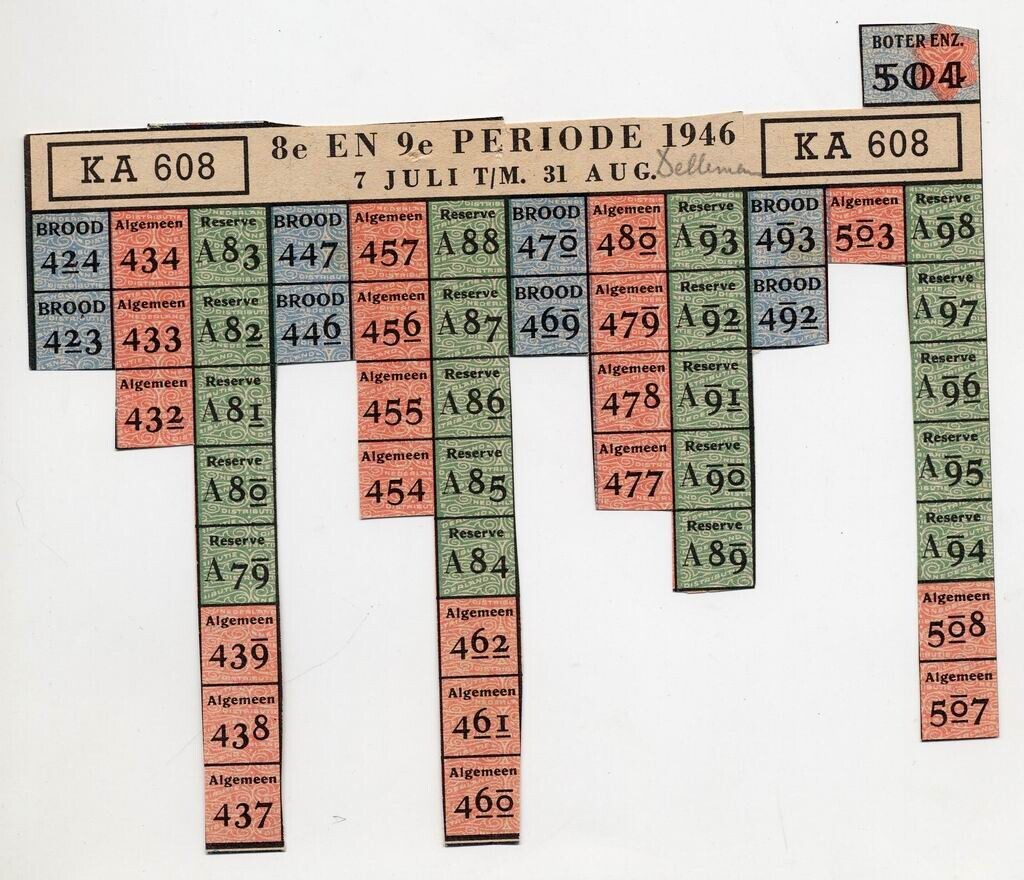 BOTER ENZ.
504
KA 608
8e EN 9e PERIODE 1946
7 JULI T/M. 31 AUG.
Delleman
KA 608
BROOD Algemeen Reserve BROOD Algemeen Reserve BROOD Algemeen Reserve BROOD Algemeen Reserve
424 434 A83 447 457 A88 470 480 A93 493 503 A98
BROOD Algemeen Reserve BROOD Algemeen Reserve BROOD Algemeen Reserve BROOD Reserve
423 433 A82 446 456 A87 469 479 A92 492 A97
Algemeen Reserve Algemeen Reserve Algemeen Reserve Reserve
432 A81 455 A86 478 A91 A96
Reserve Algemeen Reserve Algemeen Reserve Reserve
A80 454 A85 477 A90 A95
Reserve Reserve Reserve Reserve
A79 A84 A89 A94
Algemeen Algemeen Algemeen
439 462 508
Algemeen Algemeen Algemeen
438 461 507
Algemeen Algemeen
437 460